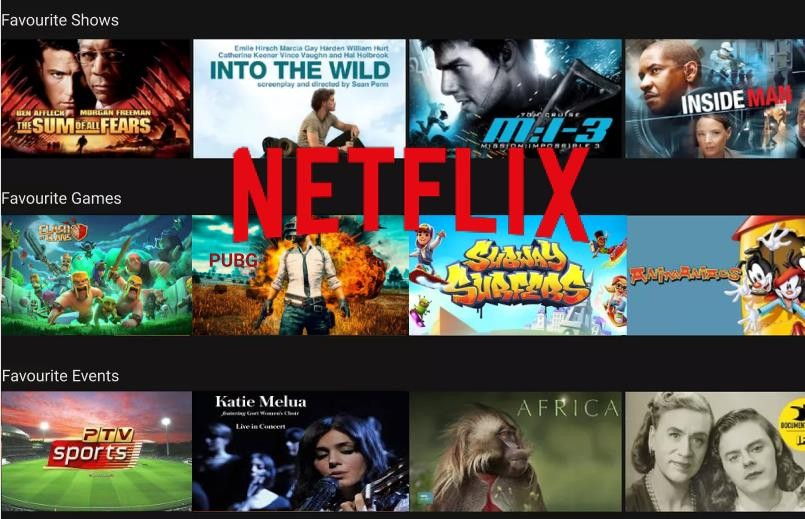 Favourite Shows
BEN AFFLECK MORGAN FREEMAN
THE SUM OF ALL FEARS
Emile Hirsch Marcia Gay Harden William Hurt
Catherine Keener Vince Vaughn and Hal Holbrook
INTO THE WILD
screenplay and directed by Sean Penn
TOM CRUISE
M:i-3
MISSION:IMPOSSIBLE 3
INSIDE MAN
NETFLIX
Favourite Games
CLASH OF CLANS
PUBG
SUBWAY SURFERS
ANIMANIACS
Favourite Events
PTV
sports
Katie Melua
featuring Gori Women's Choir
Live in Concert
AFRICA
BBC
DOCUMENT